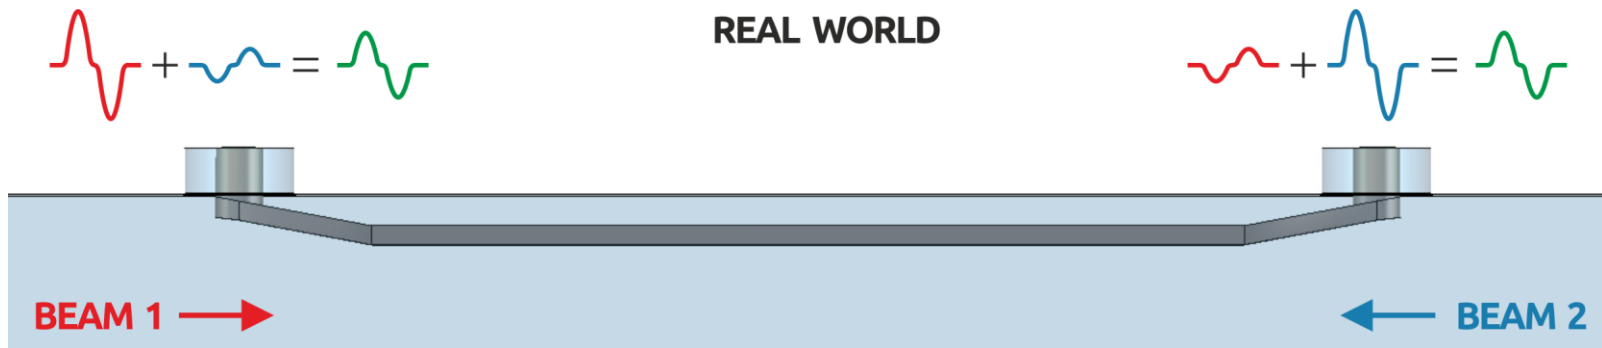 REAL WORLD
+ =
+ =
BEAM 1
BEAM 2